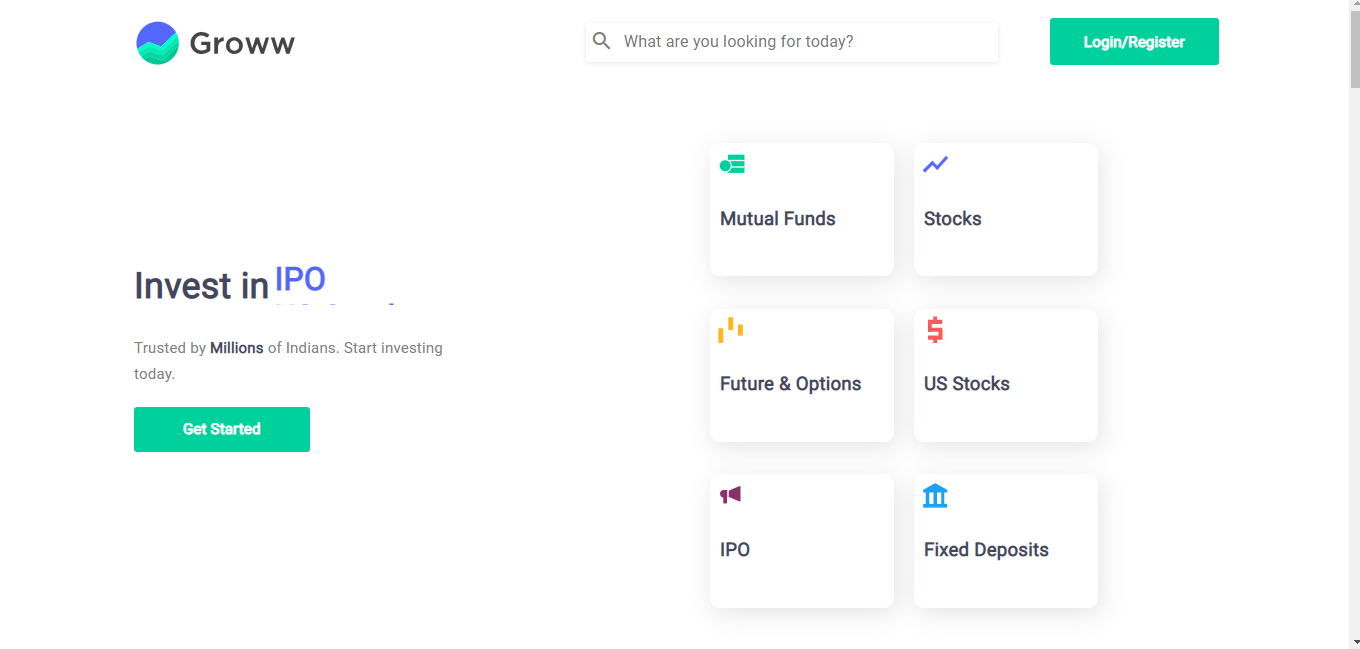 Groww
What are you looking for today?
Login/Register
Invest in IPO
Trusted by Millions of Indians. Start investing
today.
Get Started
Mutual Funds
Stocks
Future & Options
US Stocks
IPO
Fixed Deposits